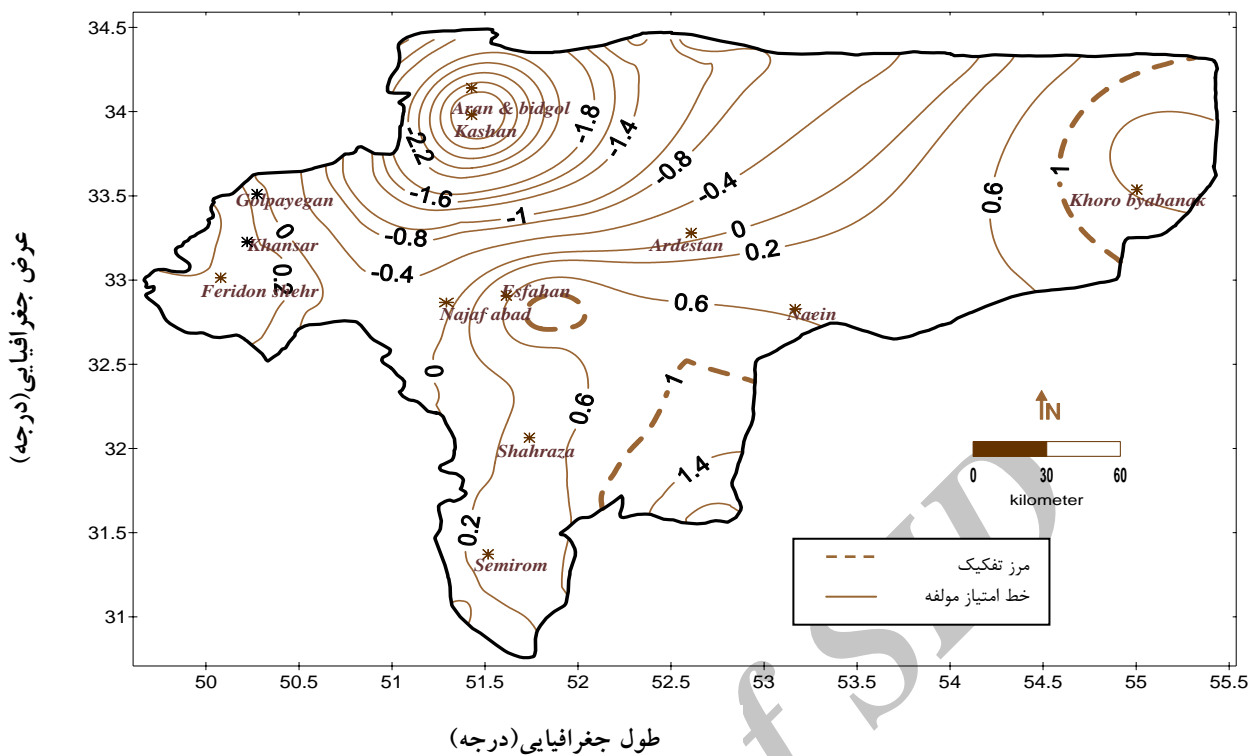 34.5
34
33.5
33
32.5
32
31.5
31
عرض جغرافیایی(درجه)
50
50.5
51
51.5
52
52.5
53
53.5
54
54.5
55
55.5
طول جغرافیایی(درجه)
Aran & bidgol
Kashan
Golpayegan
Khansar
Feridon shehr
Najaf abad
Esfahan
Ardestan
Naein
Khoro byabanak
Shahraza
Semirom
-2.2
-1.8
-1.4
-1.6
-0.8
-1
-0.8
-0.4
-0.4
0
0.2
0
0.2
0.6
1
0.6
0
0.6
1
1.4
0.2
N
0
30
60
kilometer
مرز تفکیک
خط امتیاز مولفه
f SID